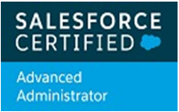 SALESFORCE
CERTIFIED
Advanced
Administrator